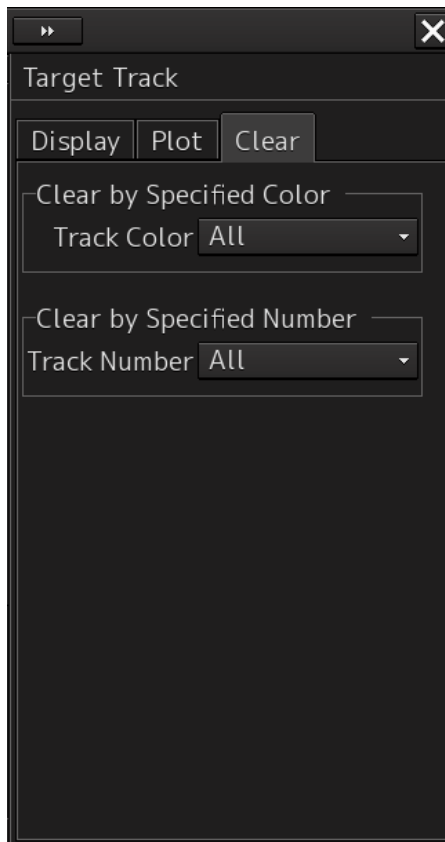 Target Track
Display Plot Clear
Clear by Specified Color
Track Color All
Clear by Specified Number
Track Number All